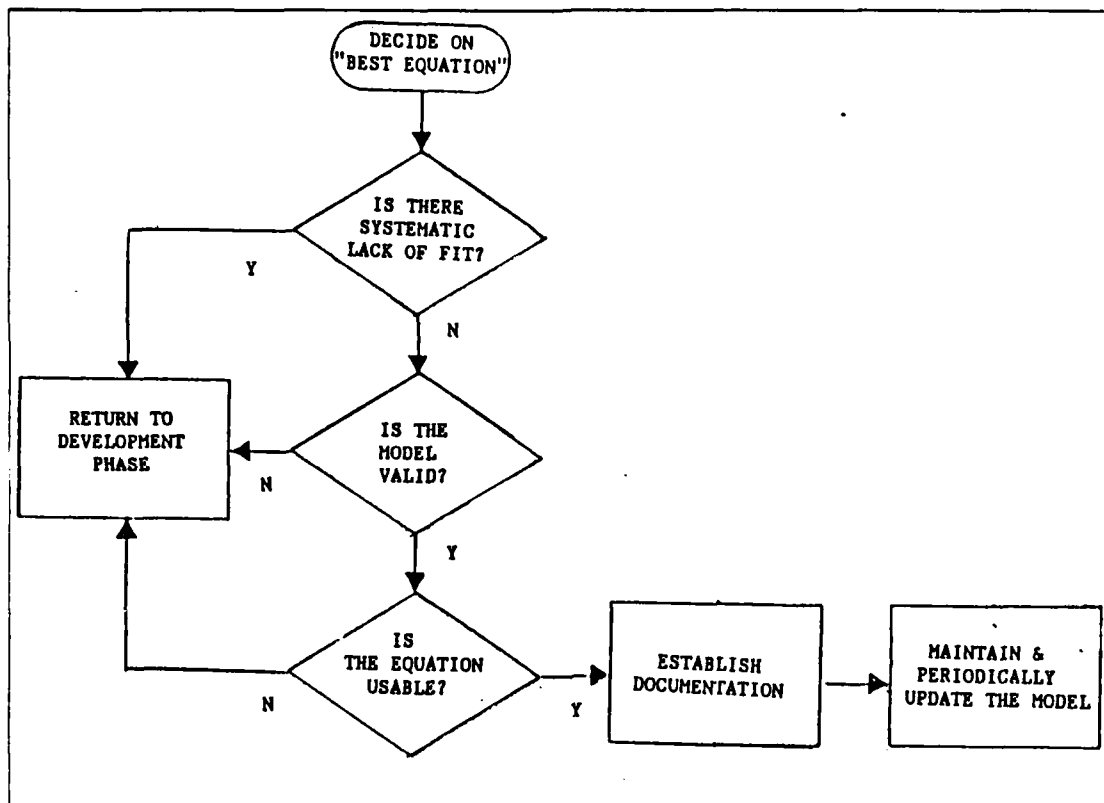 DECIDE ON
"BEST EQUATION"
IS THERE
SYSTEMATIC
LACK OF FIT?
Y
N
RETURN TO
DEVELOPMENT
PHASE
IS THE
MODEL
VALID?
N
Y
IS
THE EQUATION
USABLE?
N
Y
ESTABLISH
DOCUMENTATION
MAINTAIN &
PERIODICALLY
UPDATE THE MODEL